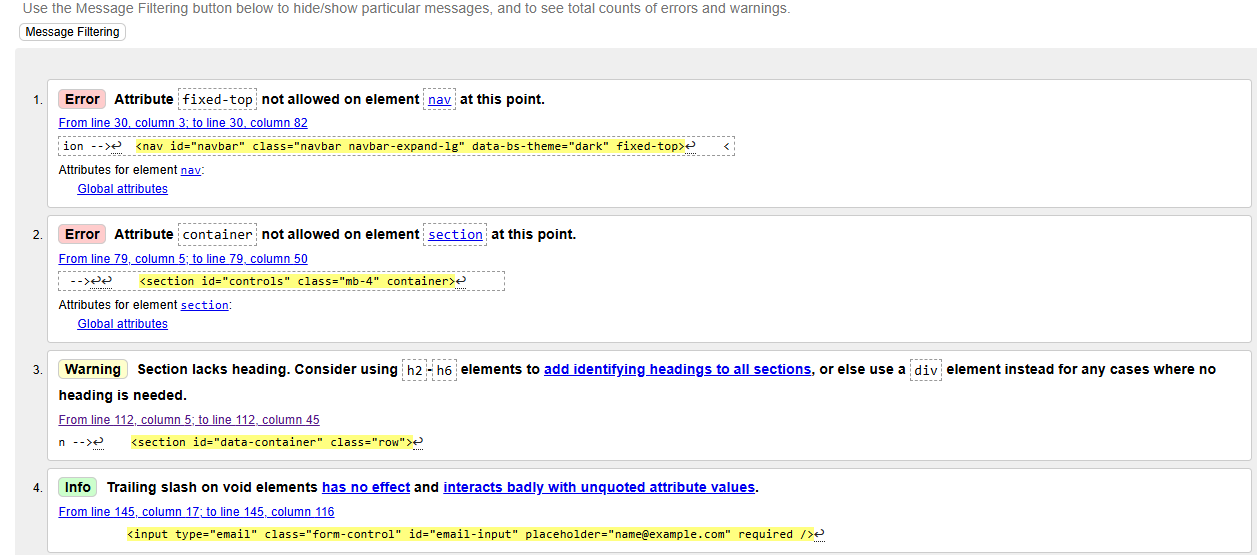 Use the Message Filtering button below to hide/show particular messages, and to see total counts of errors and warnings.
Message Filtering
1. Error Attribute fixed-top not allowed on element nav at this point.
From line 30, column 3; to line 30, column 82
ion -->↩ <nav id="navbar" class="navbar navbar-expand-lg" data-bs-theme="dark" fixed-top>↩ <
Attributes for element nav:
Global attributes
2. Error Attribute container not allowed on element section at this point.
From line 79, column 5; to line 79, column 50
-->↩↩ <section id="controls" class="mb-4" container>↩
Attributes for element section:
Global attributes
3. Warning Section lacks heading. Consider using h2-h6 elements to add identifying headings to all sections, or else use a div element instead for any cases where no
heading is needed.
From line 112, column 5; to line 112, column 45
n -->↩ <section id="data-container" class="row">↩
4. Info Trailing slash on void elements has no effect and interacts badly with unquoted attribute values.
From line 145, column 17; to line 145, column 116
<input type="email" class="form-control" id="email-input" placeholder="name@example.com" required />↩